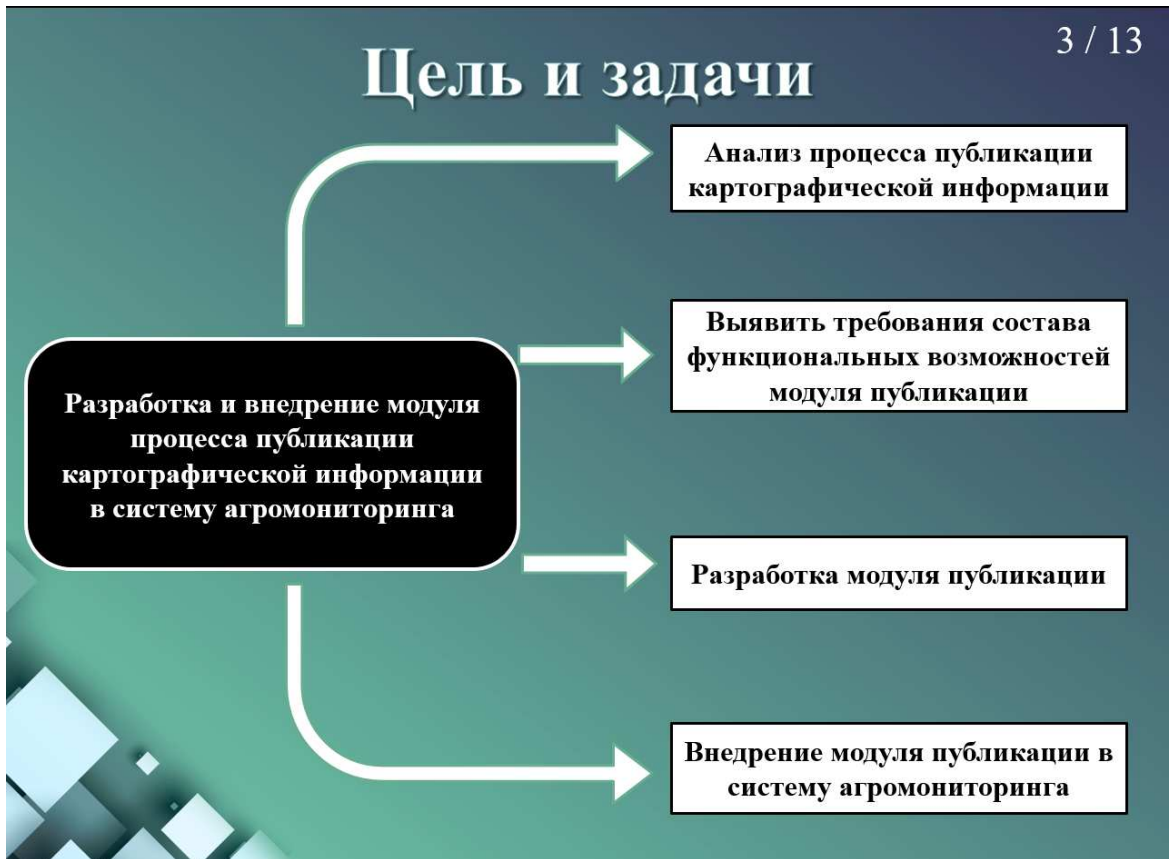 3 / 13
Цель и задачи
Анализ процесса публикации
картографической информации
Выявить требования состава
функциональных возможностей
модуля публикации
Разработка и внедрение модуля
процесса публикации
картографической информации
в систему агромониторинга
Разработка модуля публикации
Внедрение модуля публикации в
систему агромониторинга